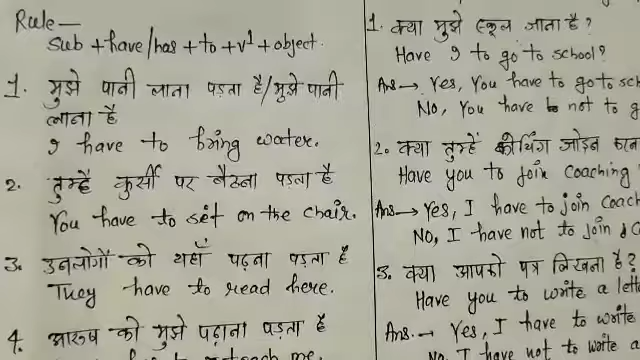 Rule—
Sub + have/has + to + v¹ + object.
1. मुझे पानी लाना पड़ता है/मुझे पानी
लाना है
I have to bring water.
2. तुम्हें कुर्सी पर बैठना पड़ता है
You have to sit on the chair.
3. उनलोगों को यहाँ पढ़ना पड़ता है
They have to read here.
4. आरुष को मुझे पढ़ाना पड़ता है
teach me.
1. क्या मुझे स्कूल जाना है?
Have I to go to school?
Ans → Yes, You have to go to sch
No, You have not to g
2. क्या तुम्हें कोचिंग जोड़न करना
Have you to join coaching
Ans → Yes, I have to join coach
No, I have not to join
3. क्या आपको पत्र लिखना है?
Have you to write a lett
Ans. → Yes, I have to write
No, I have not to write a